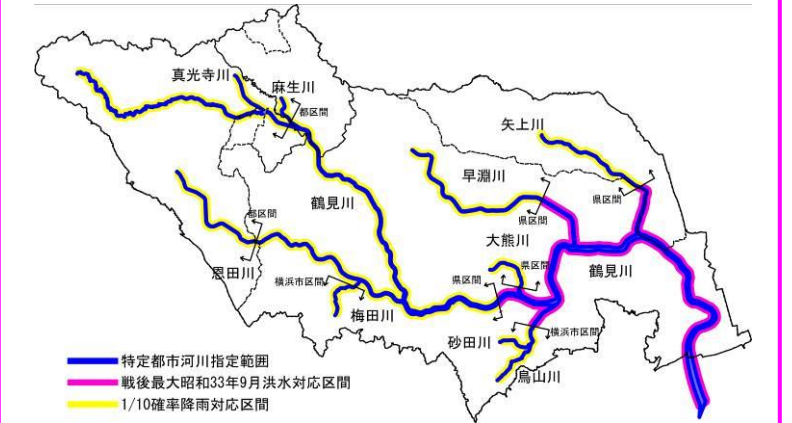 真光寺川
麻生川
都区間
矢上川
早淵川
県区間
鶴見川
都区間
県区間
大熊川
恩田川
横浜市区間
県区間
県区間
鶴見川
梅田川
砂田川
横浜市区間
鳥山川
特定都市河川指定範囲
戦後最大昭和33年9月洪水対応区間
1/10確率降雨対応区間